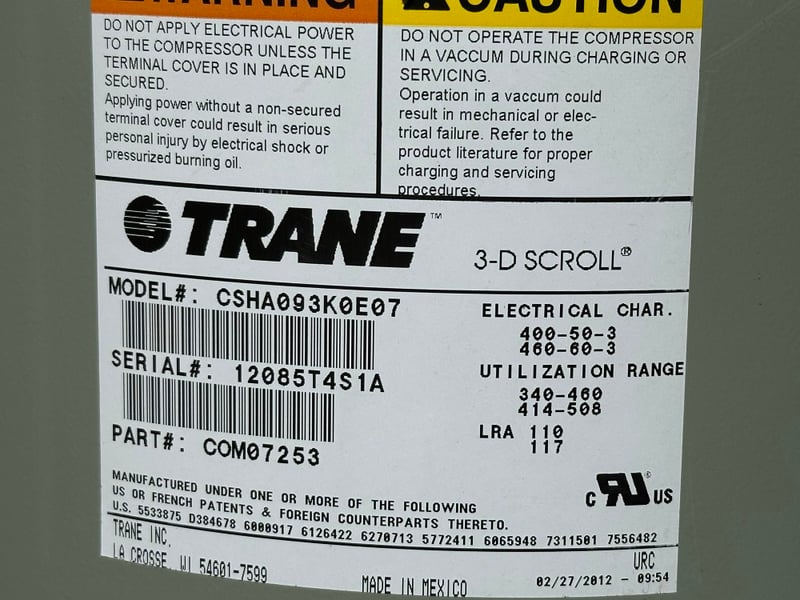 WARNING
CAUTION
DO NOT APPLY ELECTRICAL POWER
TO THE COMPRESSOR UNLESS THE
TERMINAL COVER IS IN PLACE AND
SECURED.
Applying power without a non-secured
terminal cover could result in serious
personal injury by electrical shock or
pressurized burning oil.
DO NOT OPERATE THE COMPRESSOR
IN A VACCUM DURING CHARGING OR
SERVICING.
Operation in a vaccum could
result in mechanical or elec-
trical failure. Refer to the
product literature for proper
charging and servicing
procedures.
TRANE™
3-D SCROLL®
MODEL#: CSHA093K0E07
SERIAL#: 12085T4S1A
PART#: COM07253
ELECTRICAL CHAR.
400-50-3
460-60-3
UTILIZATION RANGE
340-460
414-508
LRA 110
117
c RU® US
MANUFACTURED UNDER ONE OR MORE OF THE FOLLOWING
US OR FRENCH PATENTS & FOREIGN COUNTERPARTS THERETO.
U.S. 5533875 D384678 6000917 6126422 6270713 5772411 6065948 7311501 7556482
TRANE INC.
LA CROSSE, WI 54601-7599
MADE IN MEXICO
URC
02/27/2012 - 09:54